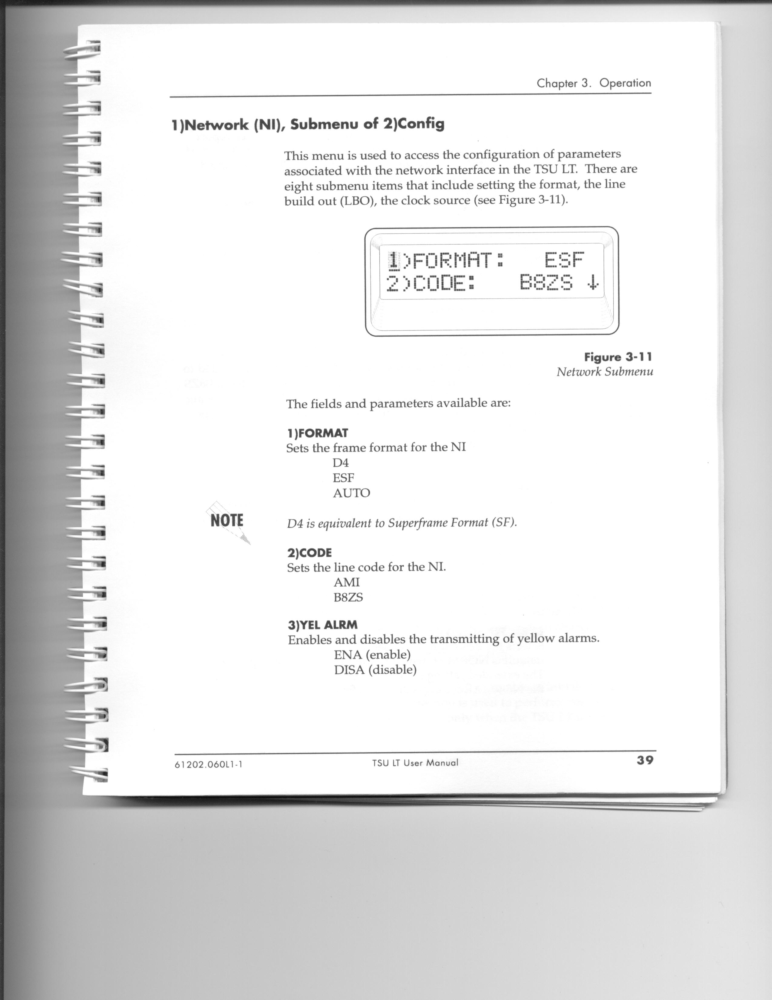 Chapter 3. Operation
1)Network (NI), Submenu of 2)Config
This menu is used to access the configuration of parameters
associated with the network interface in the TSU LT. There are
eight submenu items that include setting the format, the line
build out (LBO), the clock source (see Figure 3-11).
1)FORMAT: ESF
2)CODE: B8ZS ↓
Figure 3-11
Network Submenu
The fields and parameters available are:
1)FORMAT
Sets the frame format for the NI
D4
ESF
AUTO
NOTE
D4 is equivalent to Superframe Format (SF).
2)CODE
Sets the line code for the NI.
AMI
B8ZS
3)YEL ALRM
Enables and disables the transmitting of yellow alarms.
ENA (enable)
DISA (disable)
61202.060L1-1
TSU LT User Manual
39